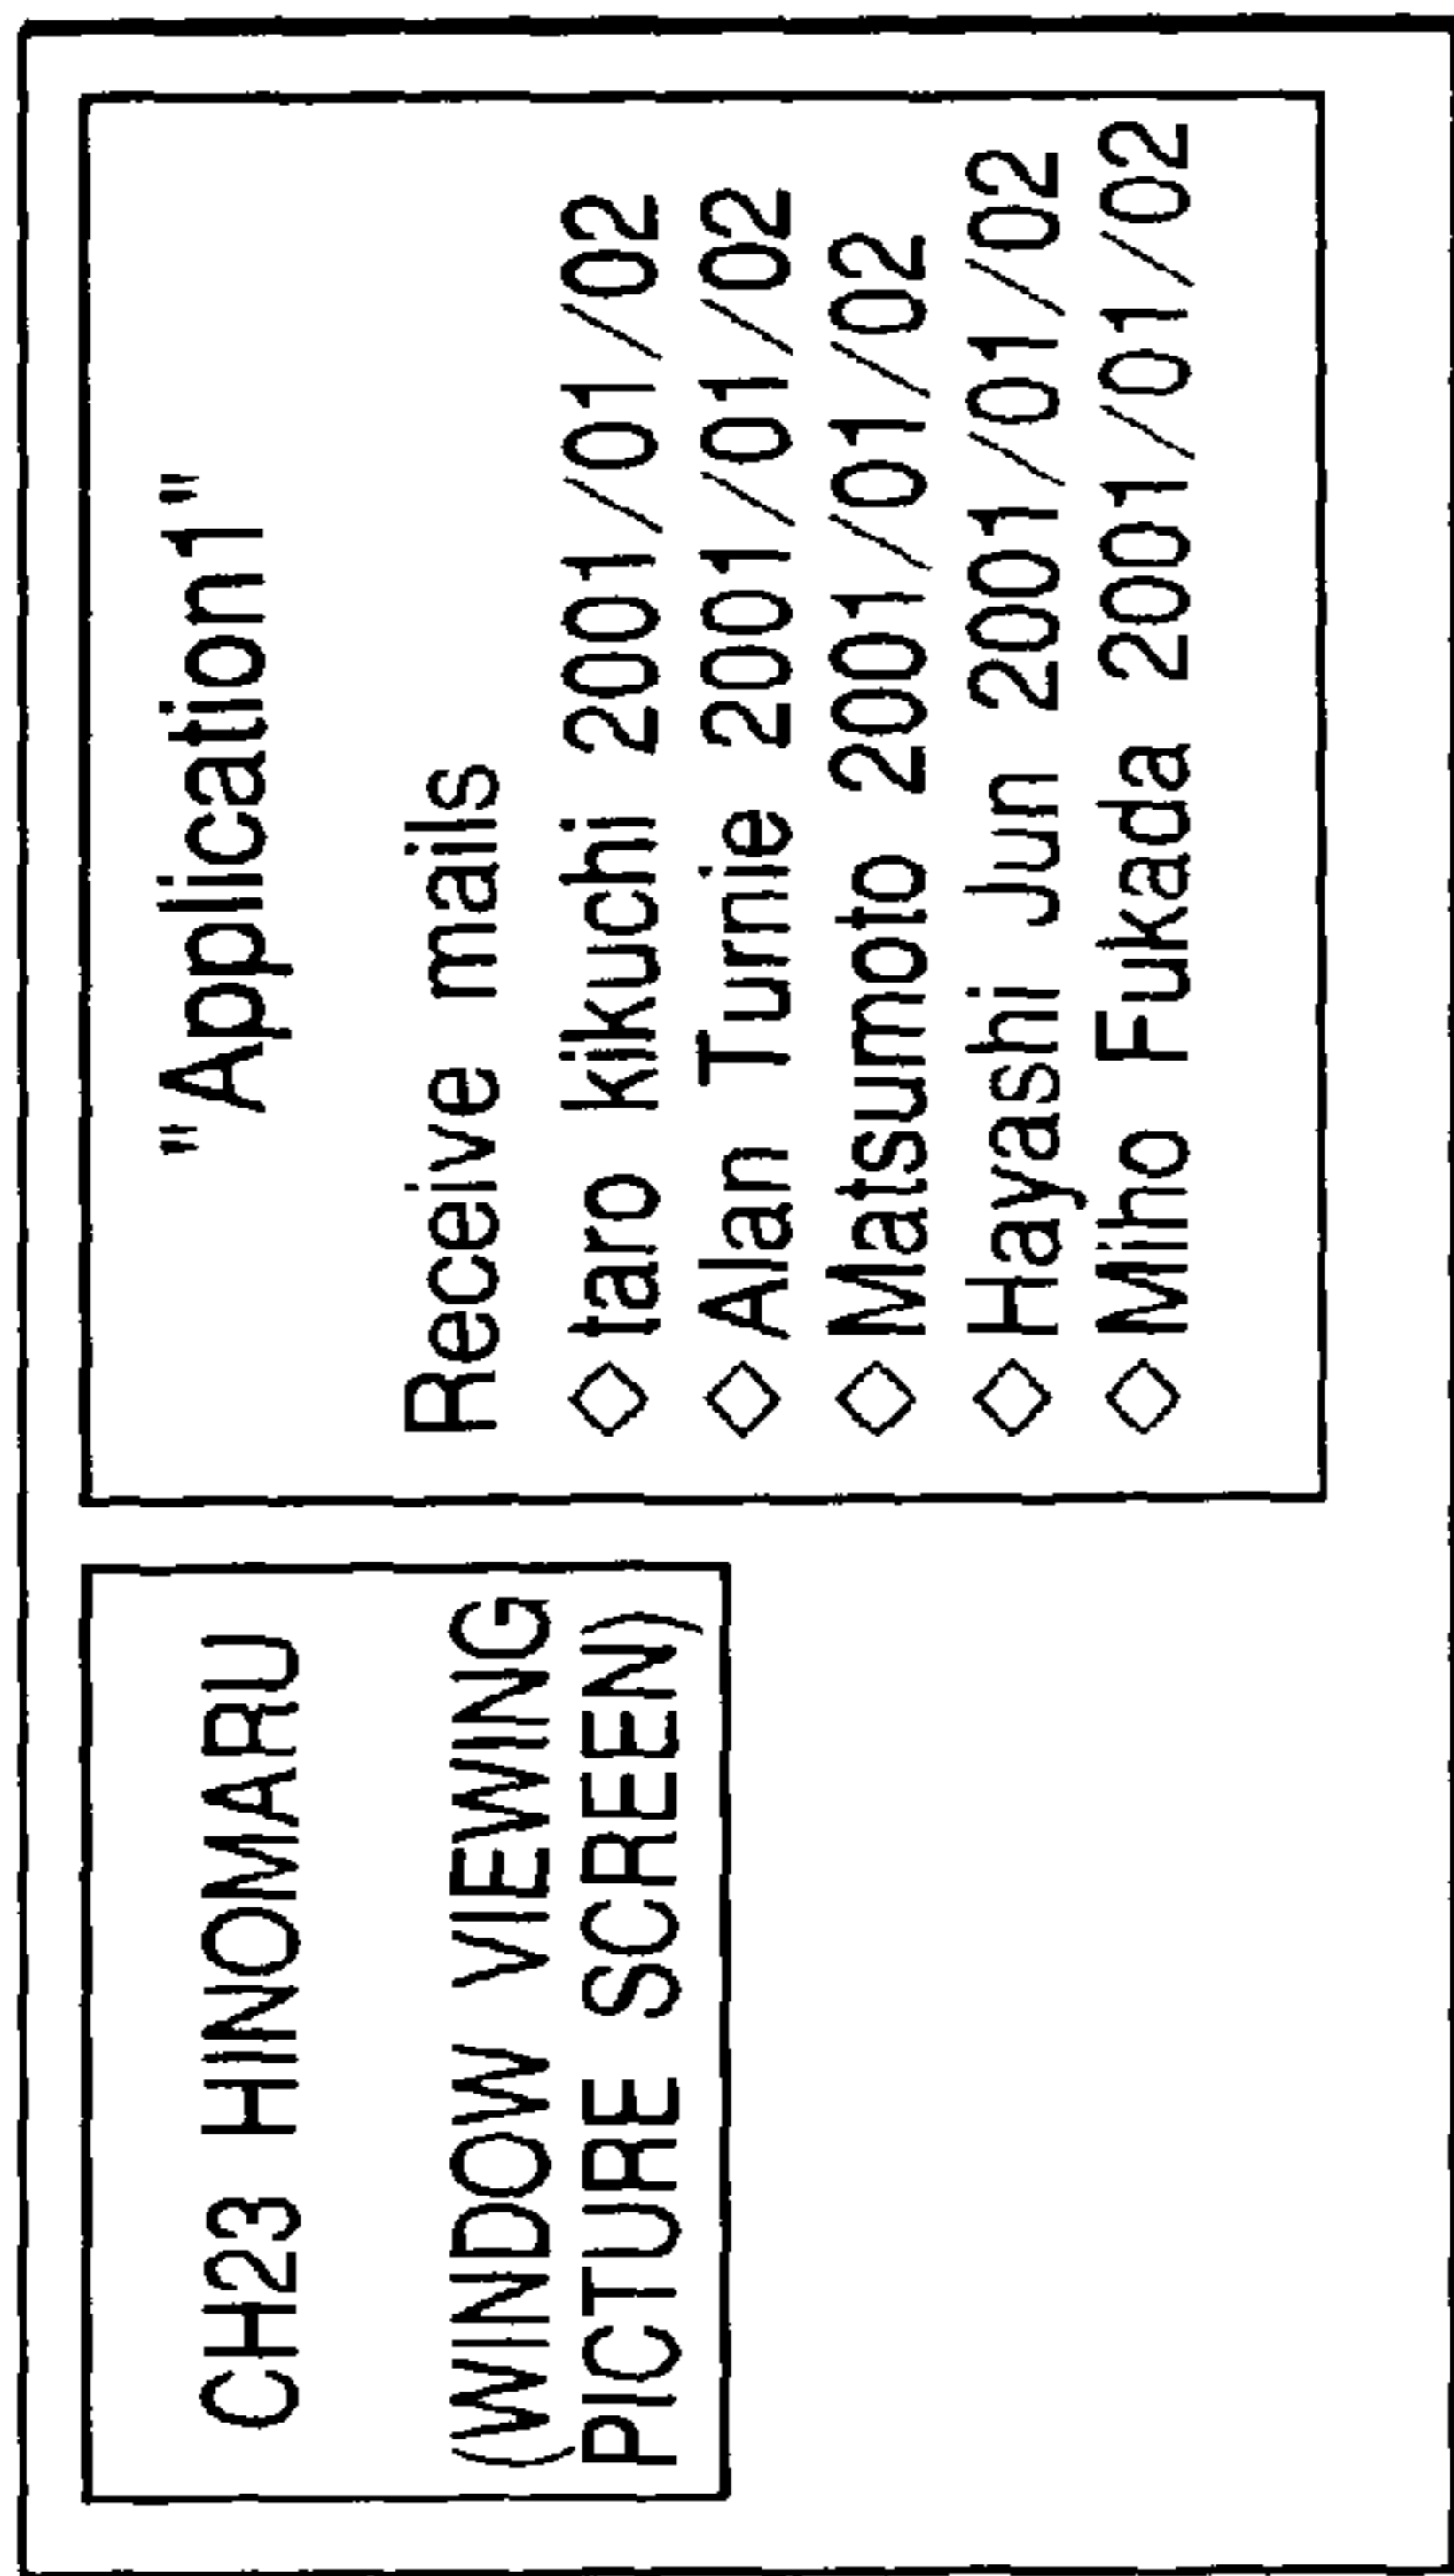 CH23 HINOMARU
(WINDOW VIEWING
PICTURE SCREEN)
"Application1"
Receive mails
◇taro kikuchi 2001/01/02
◇Alan Turnie 2001/01/02
◇Matsumoto 2001/01/02
◇Hayashi Jun 2001/01/02
◇Miho Fukada 2001/01/02